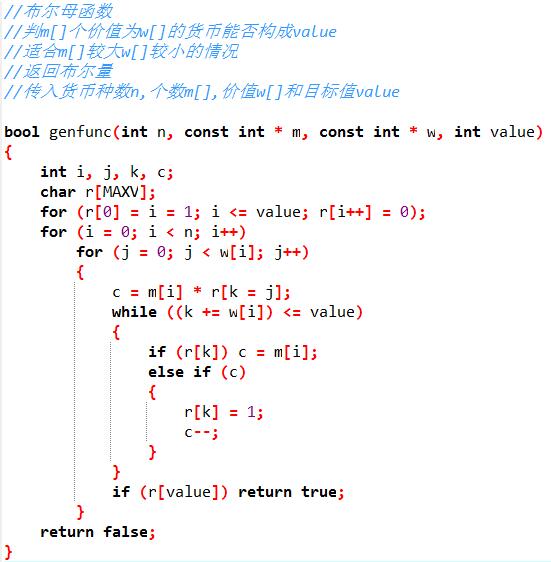 //布尔母函数
//判m[]个价值为w[]的货币能否构成value
//适合m[]较大w[]较小的情况
//返回布尔量
//传入货币种数n,个数m[],价值w[]和目标值value
bool genfunc(int n, const int * m, const int * w, int value)
{
    int i, j, k, c;
    char r[MAXV];
    for (r[0] = i = 1; i <= value; r[i++] = 0);
    for (i = 0; i < n; i++)
        for (j = 0; j < w[i]; j++)
        {
            c = m[i] * r[k = j];
            while ((k += w[i]) <= value)
            {
                if (r[k]) c = m[i];
                else if (c)
                {
                    r[k] = 1;
                    c--;
                }
            }
            if (r[value]) return true;
        }
    return false;
}